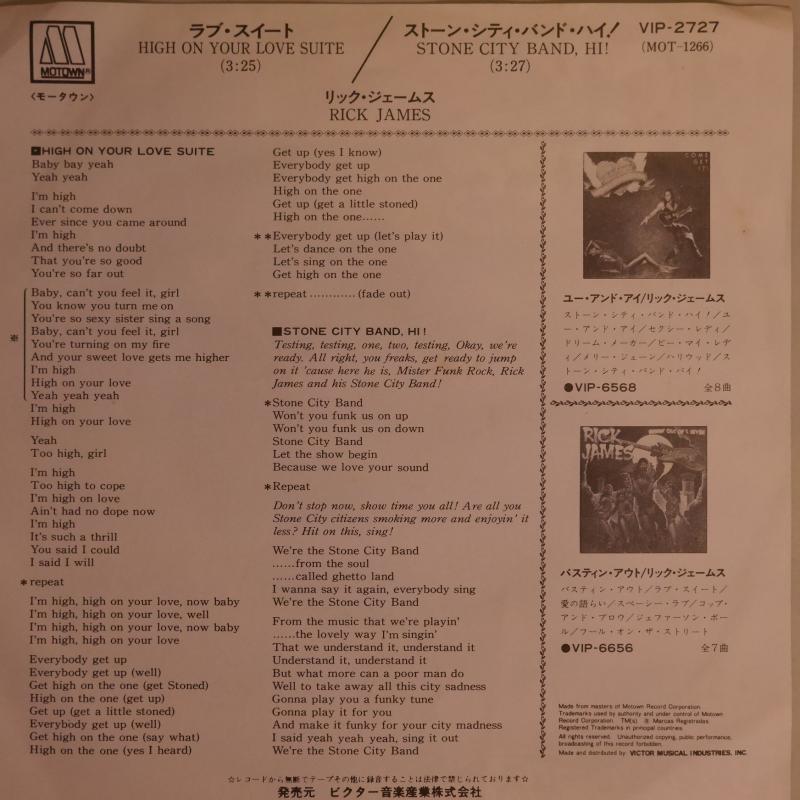 MOTOWN®
〈モータウン〉
ラブ・スイート
HIGH ON YOUR LOVE SUITE
(3:25)
ストーン・シティ・バンド・ハイ!
STONE CITY BAND, HI!
(3:27)
VIP-2727
(MOT-1266)
リック・ジェームス
RICK JAMES
■HIGH ON YOUR LOVE SUITE
Baby bay yeah
Yeah yeah
I'm high
I can't come down
Ever since you came around
I'm high
And there's no doubt
That you're so good
You're so far out
※
Baby, can't you feel it, girl
You know you turn me on
You're so sexy sister sing a song
Baby, can't you feel it, girl
You're turning on my fire
And your sweet love gets me higher
I'm high
High on your love
Yeah yeah yeah
I'm high
High on your love
Yeah
Too high, girl
I'm high
Too high to cope
I'm high on love
Ain't had no dope now
I'm high
It's such a thrill
You said I could
I said I will
*repeat
I'm high, high on your love, now baby
I'm high, high on your love, well
I'm high, high on your love, now baby
I'm high, high on your love
Everybody get up
Everybody get up (well)
Get high on the one (get Stoned)
High on the one (get up)
Get up (get a little stoned)
Everybody get up (well)
Get high on the one (say what)
High on the one (yes I heard)
Get up (yes I know)
Everybody get up
Everybody get high on the one
High on the one
Get up (get a little stoned)
High on the one……
**Everybody get up (let's play it)
Let's dance on the one
Let's sing on the one
Get high on the one
**repeat…………(fade out)
■STONE CITY BAND, HI!
Testing, testing, one, two, testing, Okay, we're
ready. All right, you freaks, get ready to jump
on it 'cause here he is, Mister Funk Rock, Rick
James and his Stone City Band!
*Stone City Band
Won't you funk us on up
Won't you funk us on down
Stone City Band
Let the show begin
Because we love your sound
*Repeat
Don't stop now, show time you all! Are all you
Stone City citizens smoking more and enjoyin' it
less? Hit on this, sing!
We're the Stone City Band
……from the soul
……called ghetto land
I wanna say it again, everybody sing
We're the Stone City Band
From the music that we're playin'
……the lovely way I'm singin'
That we understand it, understand it
Understand it, understand it
But what more can a poor man do
Well to take away all this city sadness
Gonna play you a funky tune
Gonna play it for you
And make it funky for your city madness
I said yeah yeah yeah, sing it out
We're the Stone City Band
COME
GET
IT!
ユー・アンド・アイ/リック・ジェームス
ストーン・シティ・バンド・ハイ!/ユ
ー・アンド・アイ/セクシー・レディ/
ドリーム・メーカー/ビー・マイ・レデ
ィ/メリー・ジェーン/ハリウッド/ス
トーン・シティ・バンド・バイ!
●VIP-6568 全8曲
RICK
JAMES
バスティン・アウト/リック・ジェームス
バスティン・アウト/ラブ・スイート/
愛の語らい/スペーシー・ラブ/コップ・
アンド・ブロウ/ジェファーソン・ボー
ル/フール・オン・ザ・ストリート
●VIP-6656 全7曲
Made from masters of Motown Record Corporation.
Trademarks used by authority and under control of Motown
Record Corporation. TM(s) ® Marcas Registradas.
Registered Trademarks in principal countries.
All rights reserved. Unauthorized copying, public performance,
broadcasting of this record forbidden.
Made and distributed by: VICTOR MUSICAL INDUSTRIES, INC.
☆レコードから無断でテープその他に録音することは法律で禁じられております☆
発売元 ビクター音楽産業株式会社